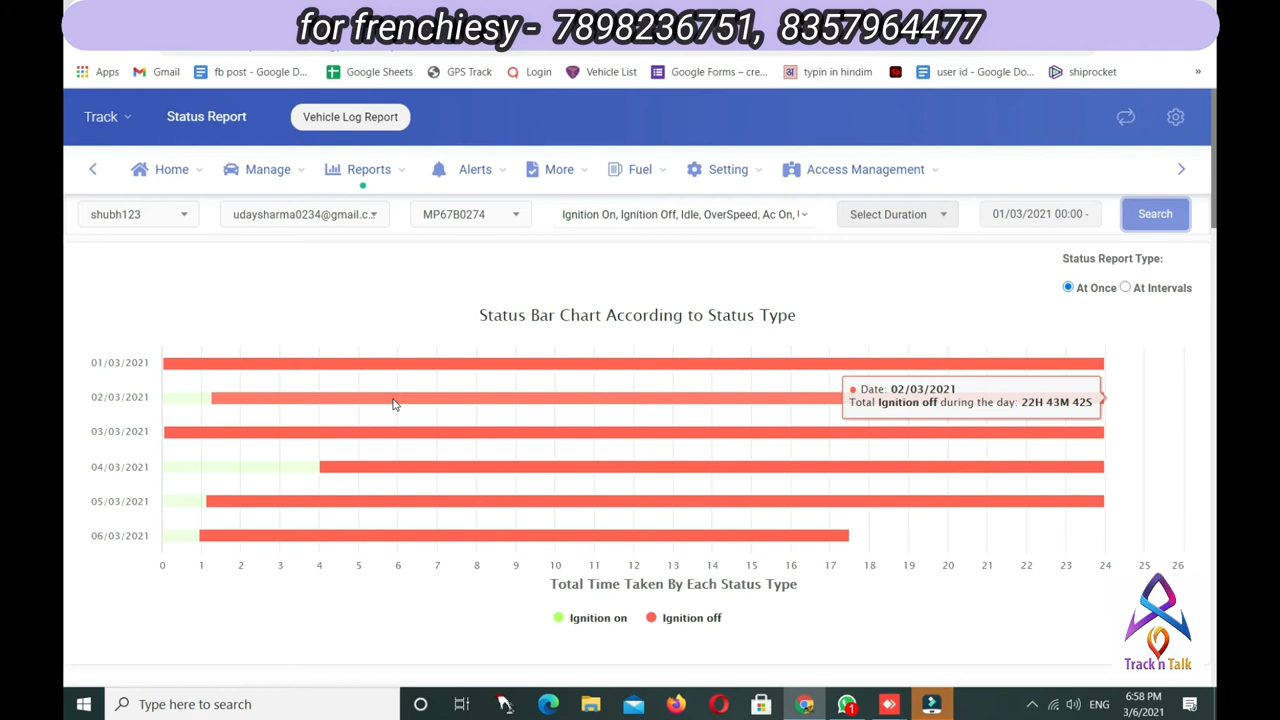 for frenchiesy - 7898236751, 8357964477
Apps Gmail fb post - Google D... Google Sheets GPS Track Login Vehicle List Google Forms – cre... typin in hindim user id - Google Do... shiprocket »
Track Status Report Vehicle Log Report
Home Manage Reports Alerts More Fuel Setting Access Management
shubh123 udaysharma0234@gmail.c.. MP67B0274 Ignition On, Ignition Off, Idle, OverSpeed, Ac On, Select Duration 01/03/2021 00:00 - Search
Status Report Type:
At Once At Intervals
Status Bar Chart According to Status Type
01/03/2021
02/03/2021
Date: 02/03/2021
Total Ignition off during the day: 22H 43M 42S
03/03/2021
04/03/2021
05/03/2021
06/03/2021
0 1 2 3 4 5 6 7 8 9 10 11 12 13 14 15 16 17 18 19 20 21 22 23 24 25 26
Total Time Taken By Each Status Type
Ignition on Ignition off
Track n Talk
Type here to search
1
ENG
6:58 PM
3/6/2021